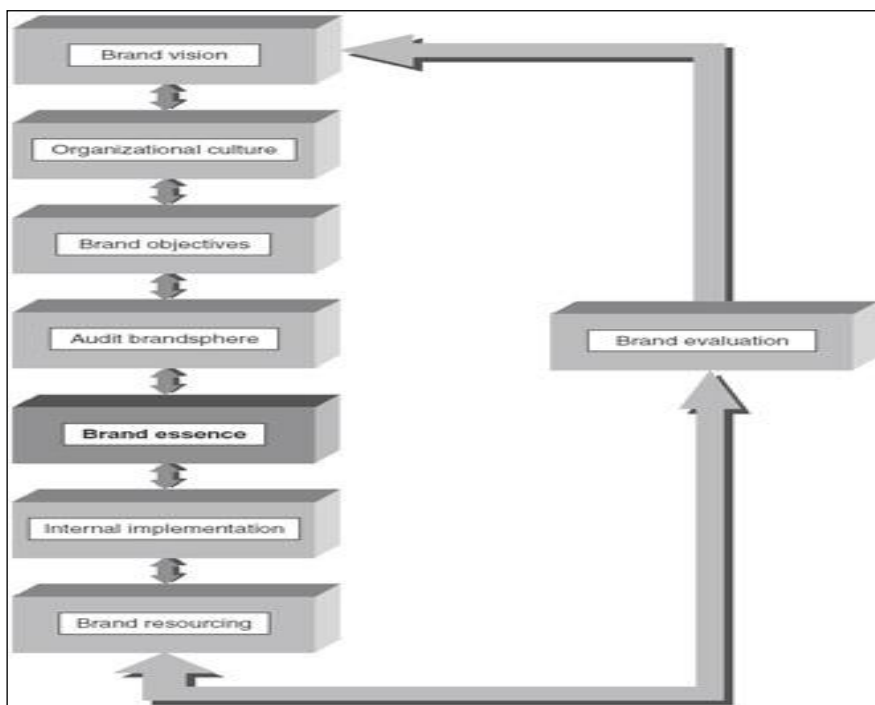 Brand vision
Organizational culture
Brand objectives
Audit brandsphere
Brand evaluation
Brand essence
Internal implementation
Brand resourcing